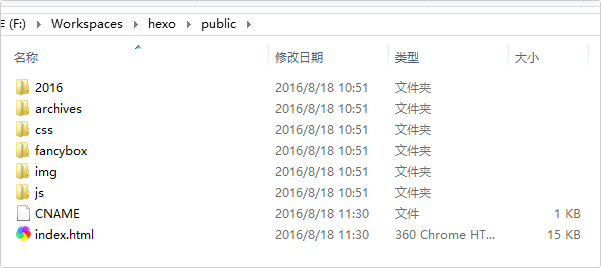 E (F:) Workspaces hexo public
名称 修改日期 类型 大小
2016 2016/8/18 10:51 文件夹
archives 2016/8/18 10:51 文件夹
css 2016/8/18 10:51 文件夹
fancybox 2016/8/18 10:51 文件夹
img 2016/8/18 10:51 文件夹
js 2016/8/18 10:51 文件夹
CNAME 2016/8/18 11:30 文件 1 KB
index.html 2016/8/18 11:30 360 Chrome HT... 15 KB